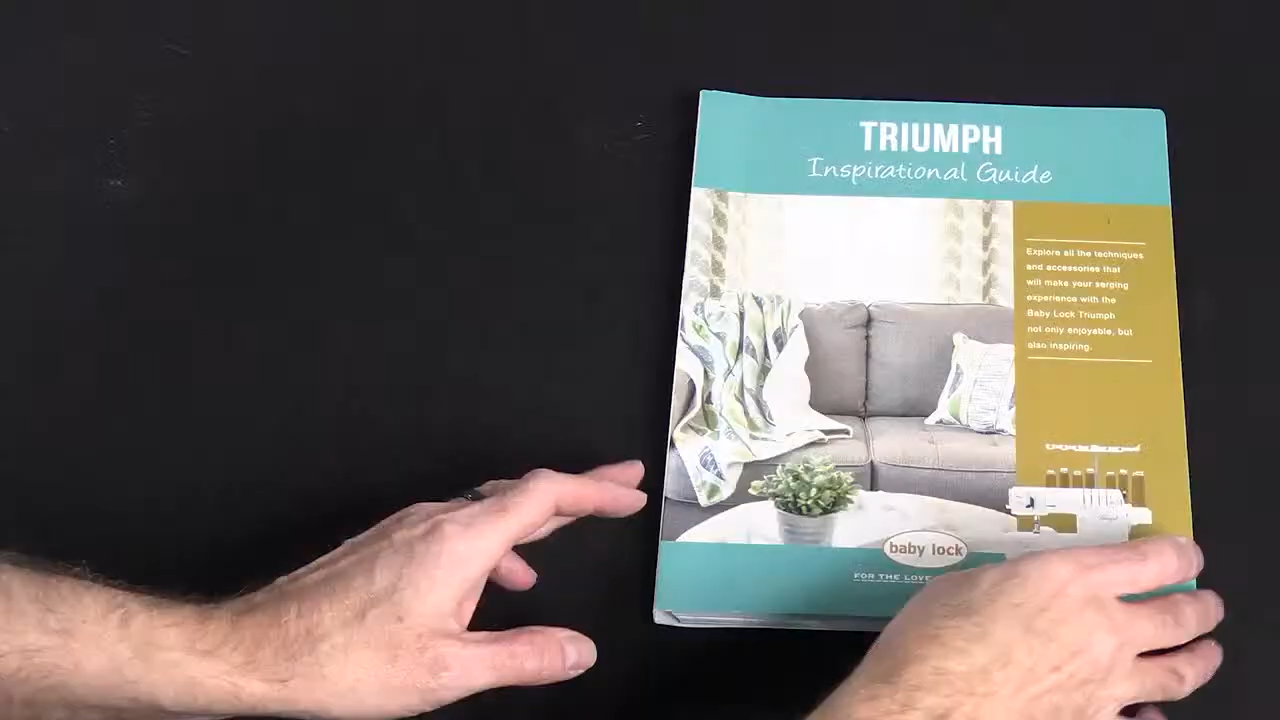 TRIUMPH
Inspirational Guide
Explore all the techniques
and accessories that
will make your serging
experience with the
Baby Lock Triumph
not only enjoyable, but
also inspiring.
baby lock
FOR THE LOVE